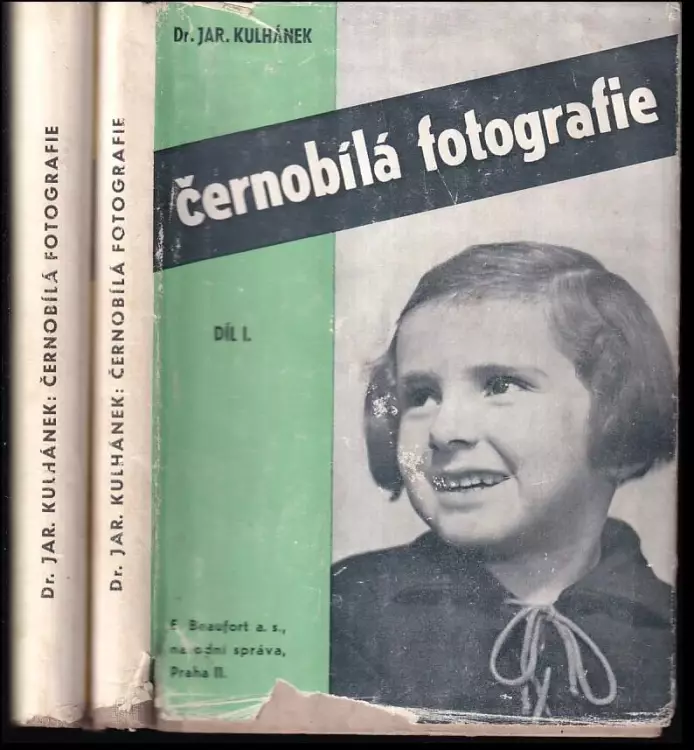 Dr. JAR. KULHÁNEK: ČERNOBÍLÁ FOTOGRAFIE
Dr. JAR. KULHÁNEK: ČERNOBÍLÁ FOTOGRAFIE
Dr. JAR. KULHÁNEK
černobílá fotografie
DÍL I.
E. Beaufort a. s.,
národní správa,
Praha II.